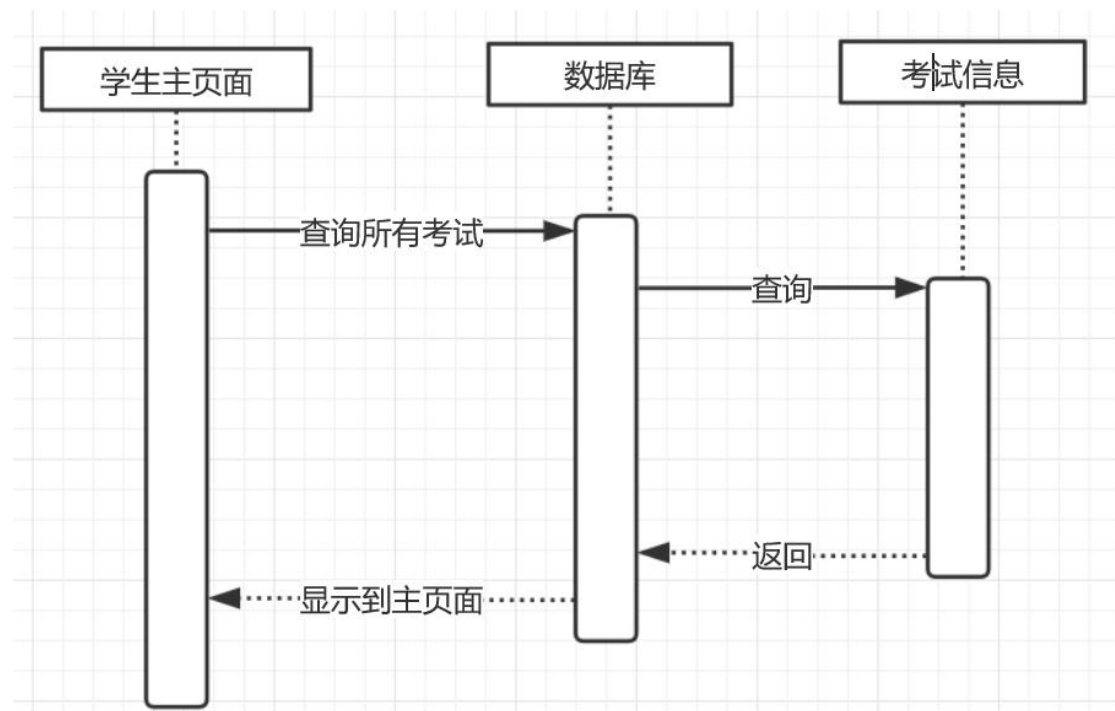 学生主页面
数据库
考试信息
查询所有考试
查询
返回
显示到主页面